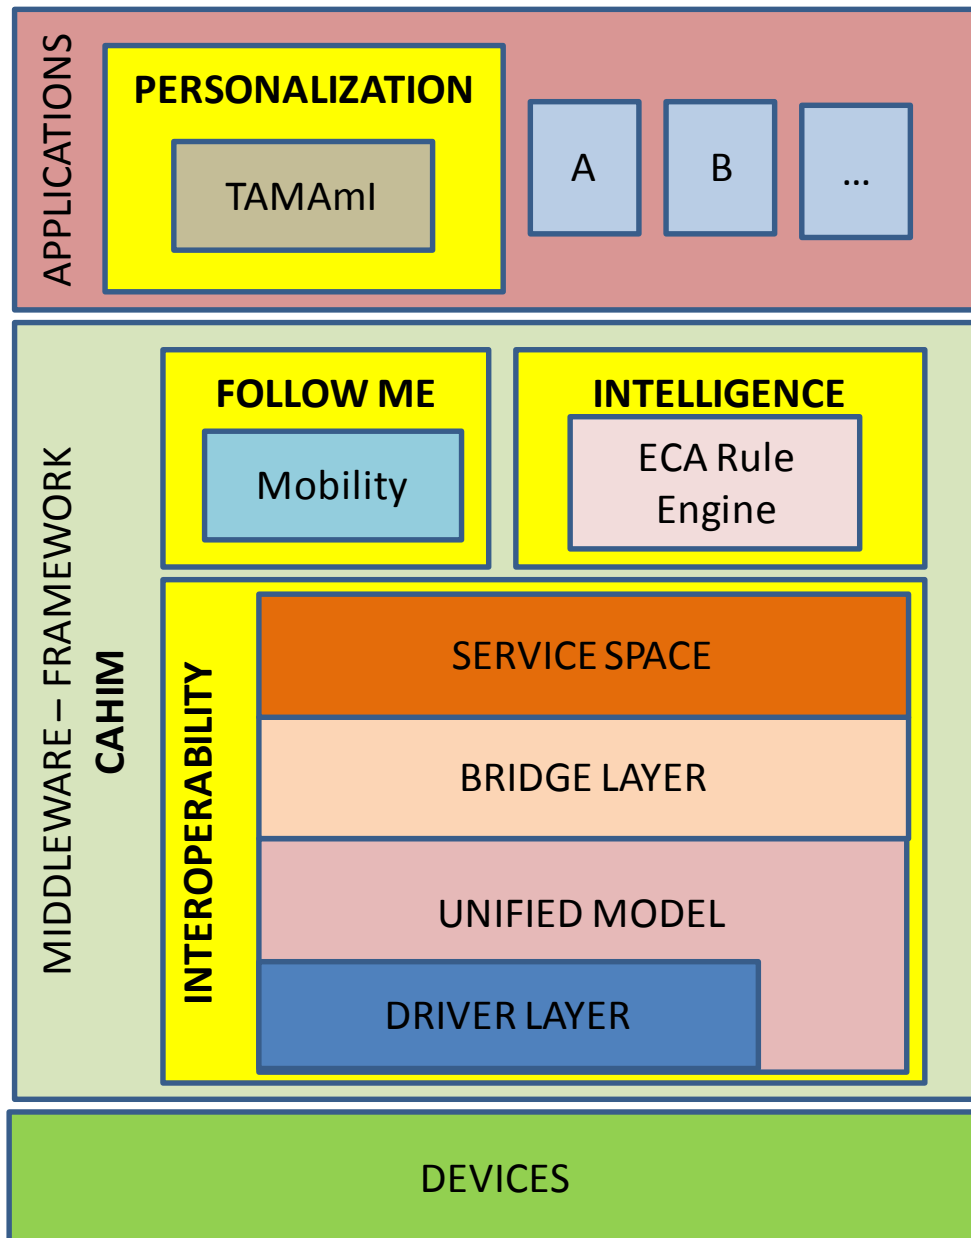 APPLICATIONS
PERSONALIZATION
TAMAmI
A
B
...
MIDDLEWARE – FRAMEWORK
CAHIM
FOLLOW ME
Mobility
INTELLIGENCE
ECA Rule
Engine
INTEROPERABILITY
SERVICE SPACE
BRIDGE LAYER
UNIFIED MODEL
DRIVER LAYER
DEVICES